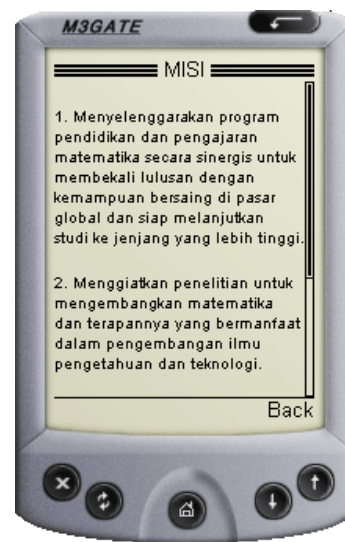 M3GATE
MISI
1. Menyelenggarakan program
pendidikan dan pengajaran
matematika secara sinergis untuk
membekali lulusan dengan
kemampuan bersaing di pasar
global dan siap melanjutkan
studi ke jenjang yang lebih tinggi.
2. Menggiatkan penelitian untuk
mengembangkan matematika
dan terapannya yang bermanfaat
dalam pengembangan ilmu
pengetahuan dan teknologi.
Back